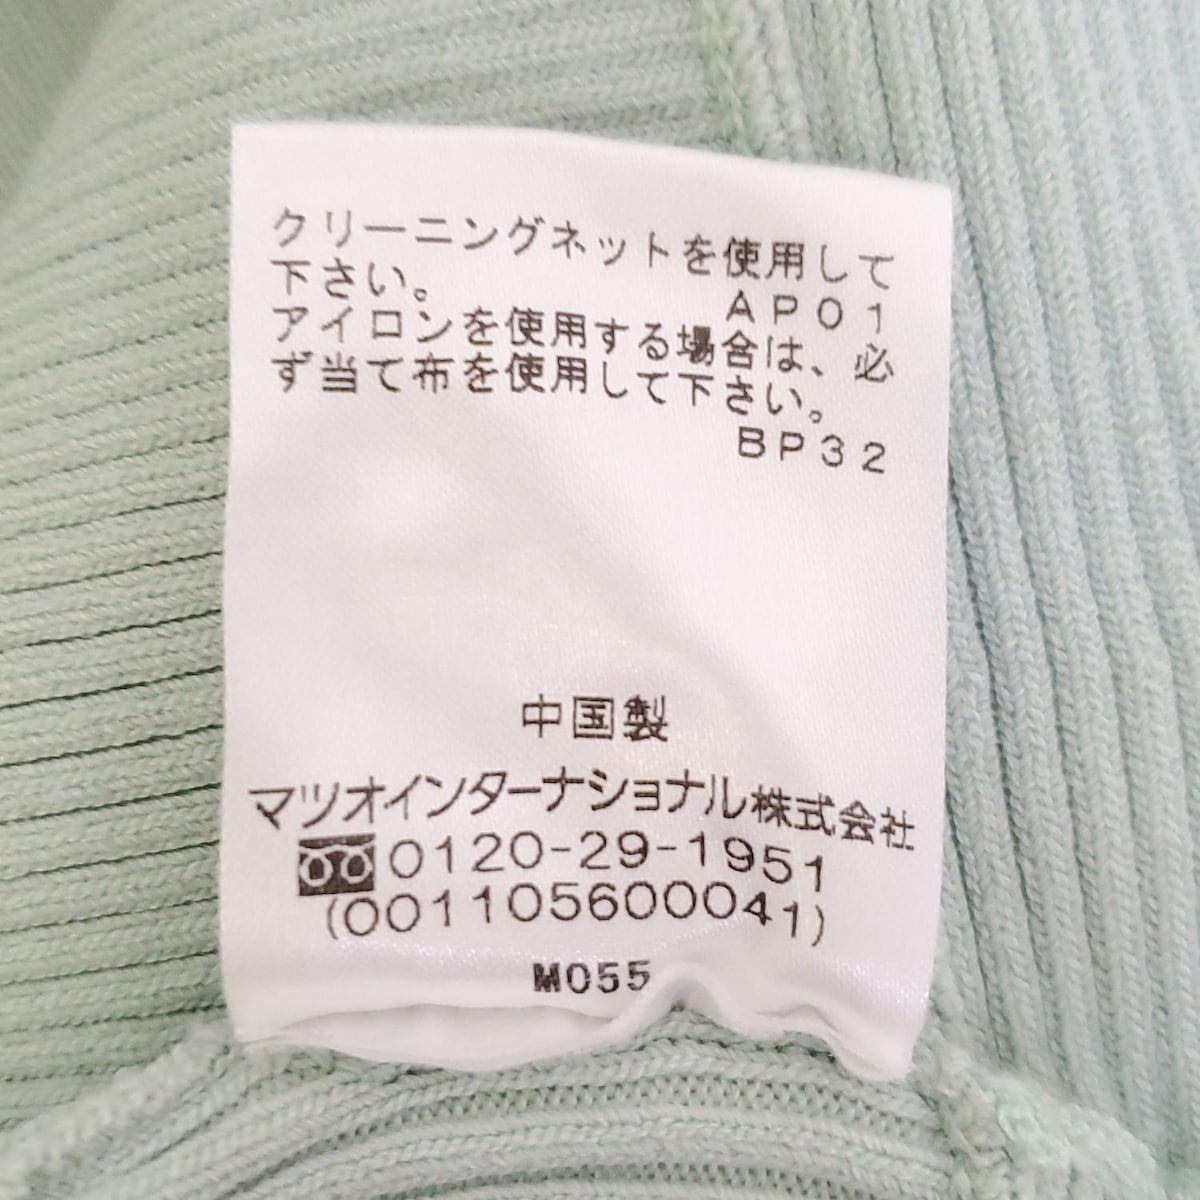 クリーニングネットを使用して
下さい。 AP01
アイロンを使用する場合は、必
ず当て布を使用して下さい。
BP32
中国製
マツオインターナショナル株式会社
0120-29-1951
(001105600041)
M055